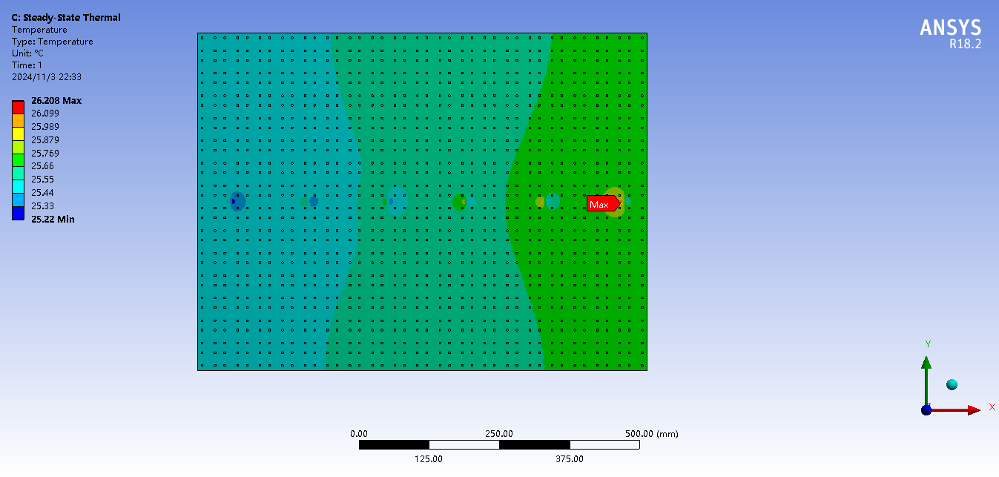 C: Steady-State Thermal
Temperature
Type: Temperature
Unit: °C
Time: 1
2024/11/3 22:33
26.208 Max
26.099
25.989
25.879
25.769
25.66
25.55
25.44
25.33
25.22 Min
ANSYS
R18.2
Max
Y
X
Z
0.00 250.00 500.00 (mm)
125.00 375.00